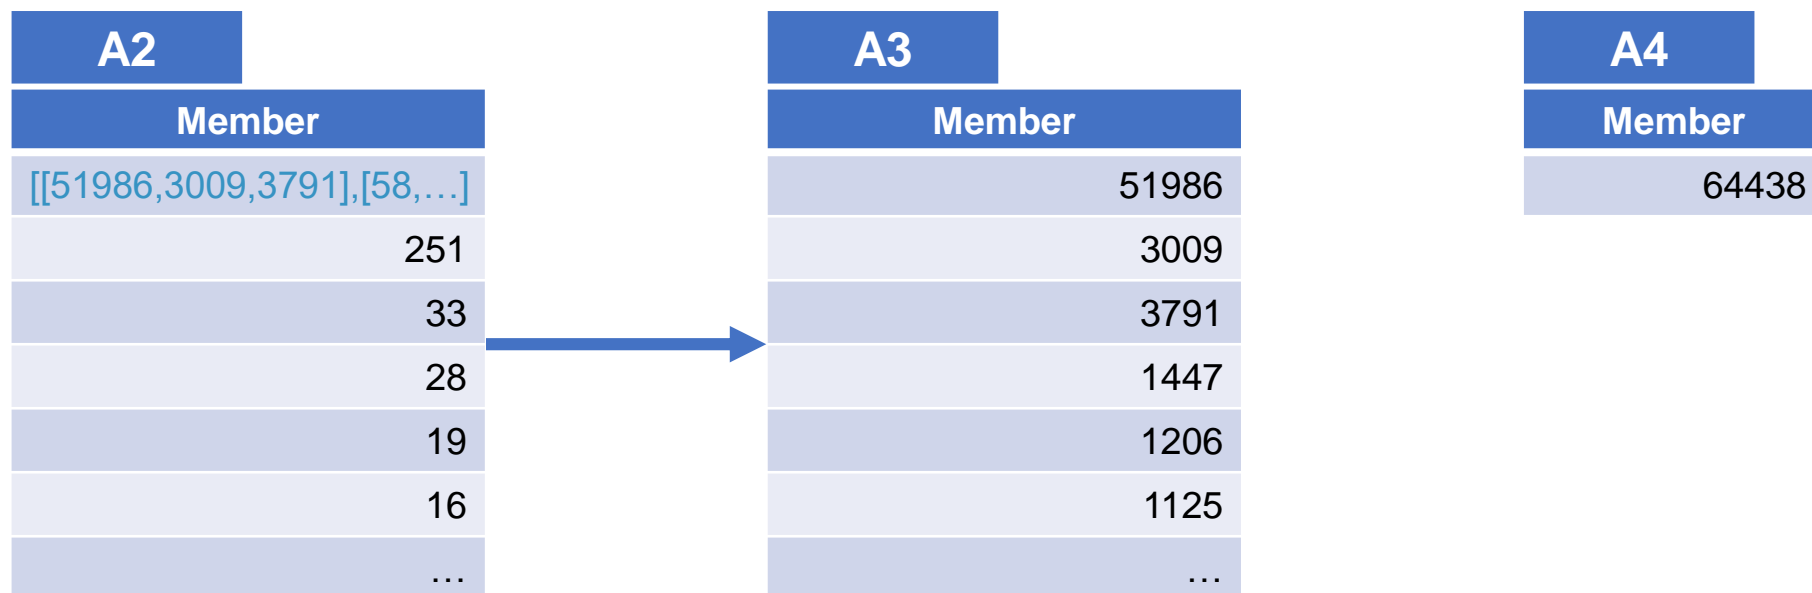 A2 A3 A4
Member Member Member
[[51986,3009,3791],[58,…] 51986 64438
251 3009
33 3791
28 1447
19 1206
16 1125
… …